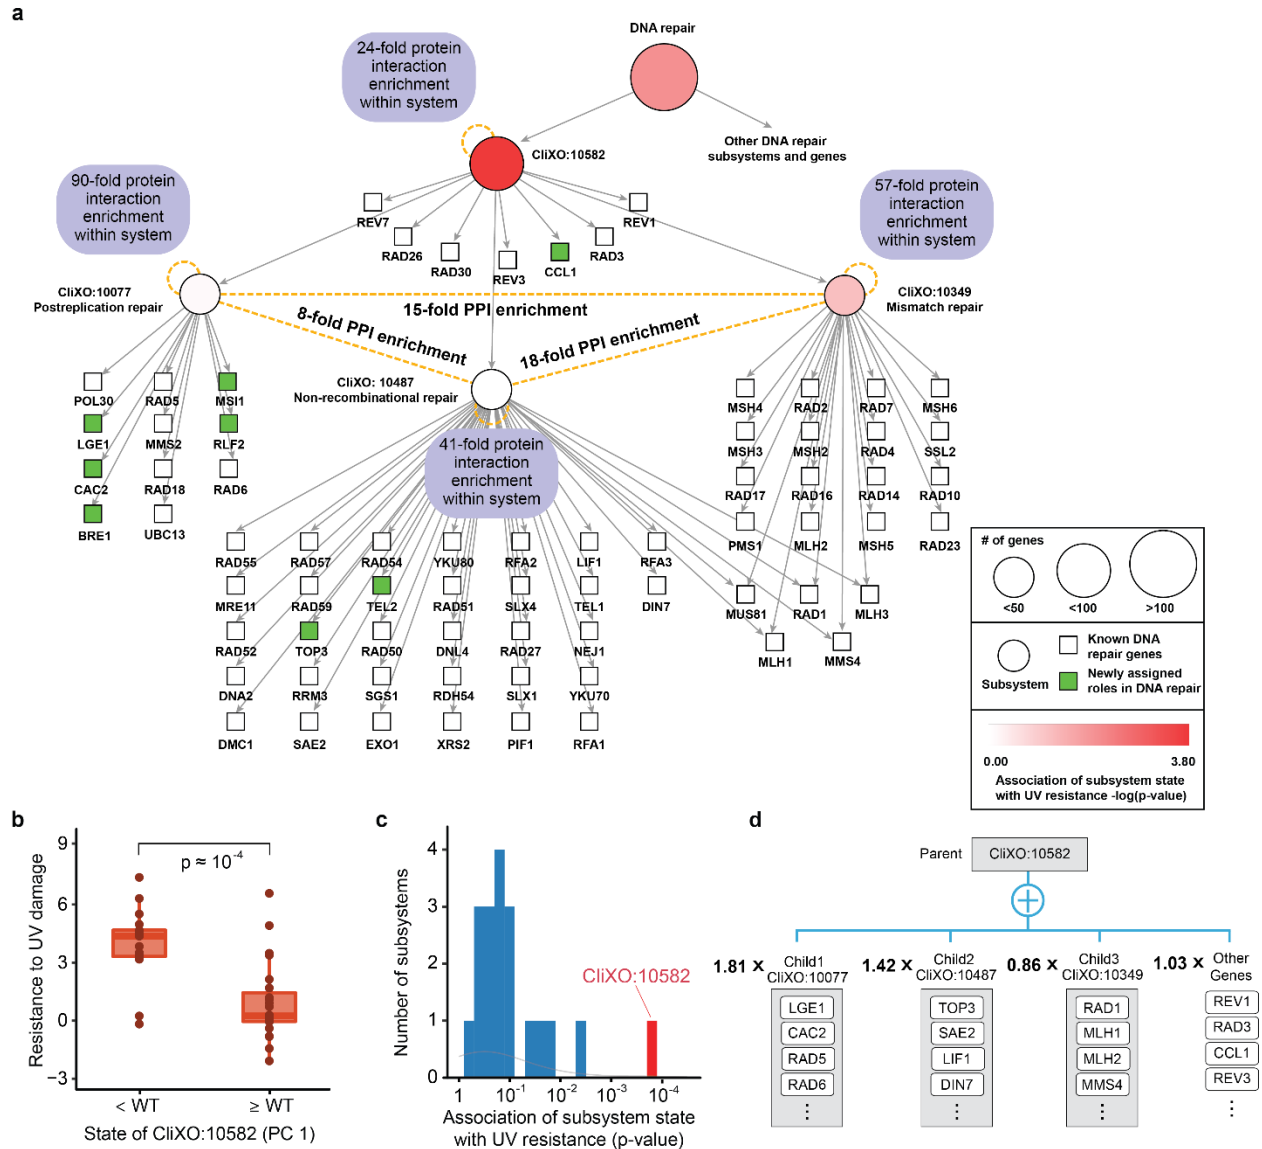 a
DNA repair
24-fold protein
interaction
enrichment
within system
CliXO:10582
Other DNA repair
subsystems and genes
90-fold protein
interaction
enrichment
within system
57-fold protein
interaction
enrichment
within system
REV7
REV1
RAD26
RAD30
REV3
CCL1
RAD3
CliXO:10077
Postreplication repair
CliXO:10349
Mismatch repair
15-fold PPI enrichment
8-fold PPI enrichment
18-fold PPI enrichment
CliXO: 10487
Non-recombinational repair
41-fold protein
interaction
enrichment
within system
POL30
RAD5
MSI1
LGE1
MMS2
RLF2
CAC2
RAD18
RAD6
BRE1
UBC13
MSH4
RAD2
RAD7
MSH6
MSH3
MSH2
RAD4
SSL2
RAD17
RAD16
RAD14
RAD10
PMS1
MLH2
MSH5
RAD23
RAD55
RAD57
RAD54
YKU80
RFA2
LIF1
RFA3
MRE11
RAD59
TEL2
RAD51
SLX4
TEL1
DIN7
RAD52
TOP3
RAD50
DNL4
RAD27
NEJ1
DNA2
RRM3
SGS1
RDH54
SLX1
YKU70
DMC1
SAE2
EXO1
XRS2
PIF1
RFA1
MUS81
RAD1
MLH3
MLH1
MMS4
# of genes
<50
<100
>100
Subsystem
Known DNA
repair genes
Newly assigned
roles in DNA repair
0.00
3.80
Association of subsystem state
with UV resistance -log(p-value)
b
Resistance to UV damage
9
6
3
0
−3
p ≈ 10-4
< WT
≥ WT
State of CliXO:10582 (PC 1)
c
Number of subsystems
4
3
2
1
0
CliXO:10582
1
10-1
10-2
10-3
10-4
Association of subsystem state
with UV resistance (p-value)
d
Parent
CliXO:10582
1.81 x
Child1
CliXO:10077
LGE1
CAC2
RAD5
RAD6
⋮
1.42 x
Child2
CliXO:10487
TOP3
SAE2
LIF1
DIN7
⋮
0.86 x
Child3
CliXO:10349
RAD1
MLH1
MLH2
MMS4
⋮
1.03 x
Other
Genes
REV1
RAD3
CCL1
REV3
⋮